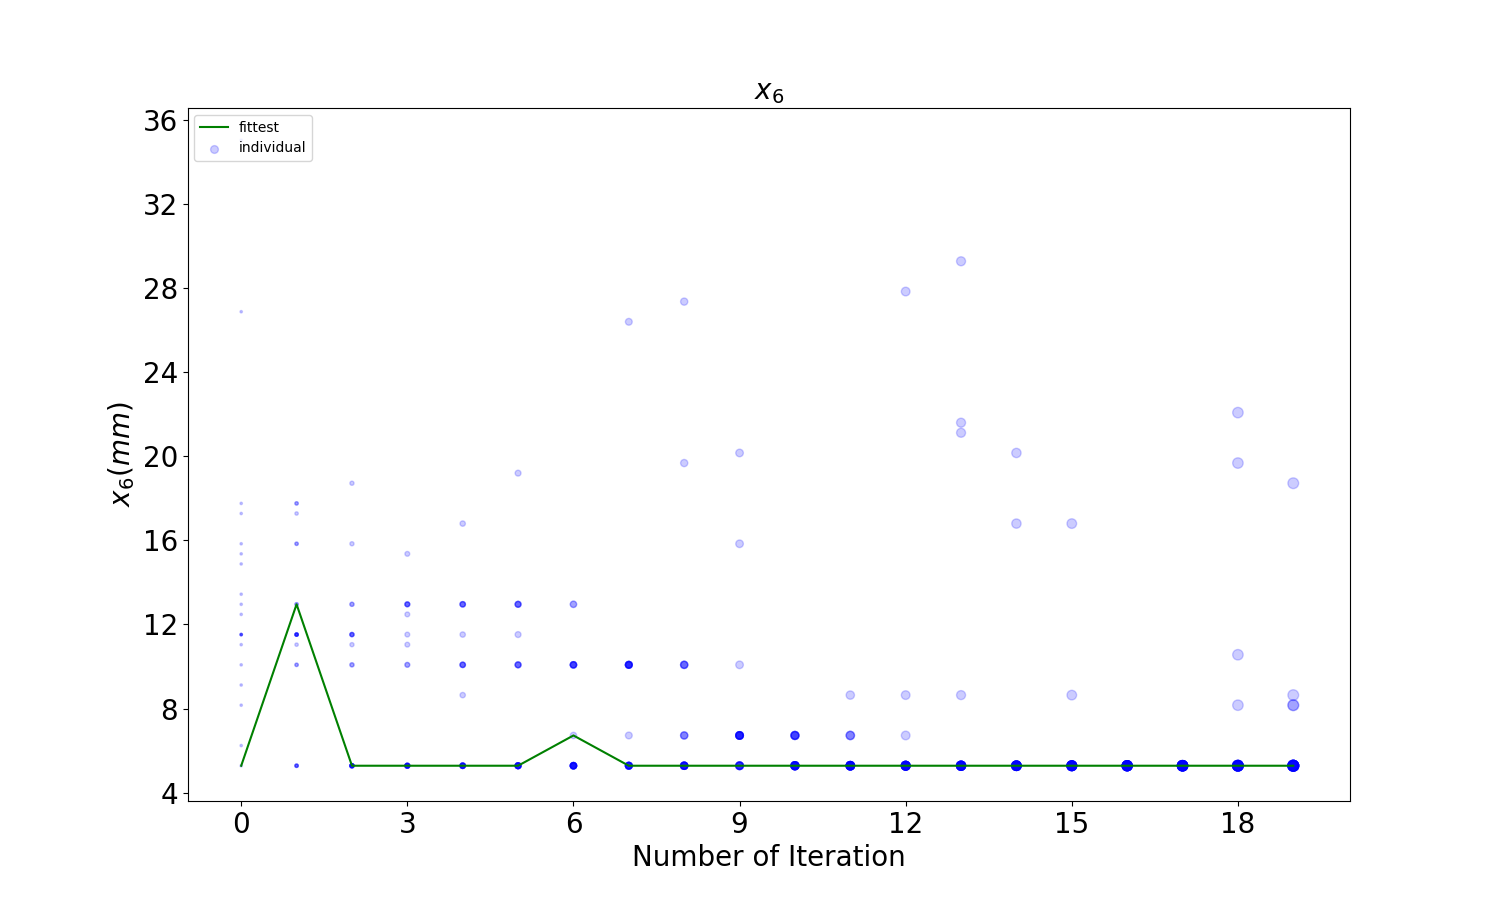 x6
fittest
individual
36
32
28
24
20
16
12
8
4
x6(mm)
0 3 6 9 12 15 18
Number of Iteration